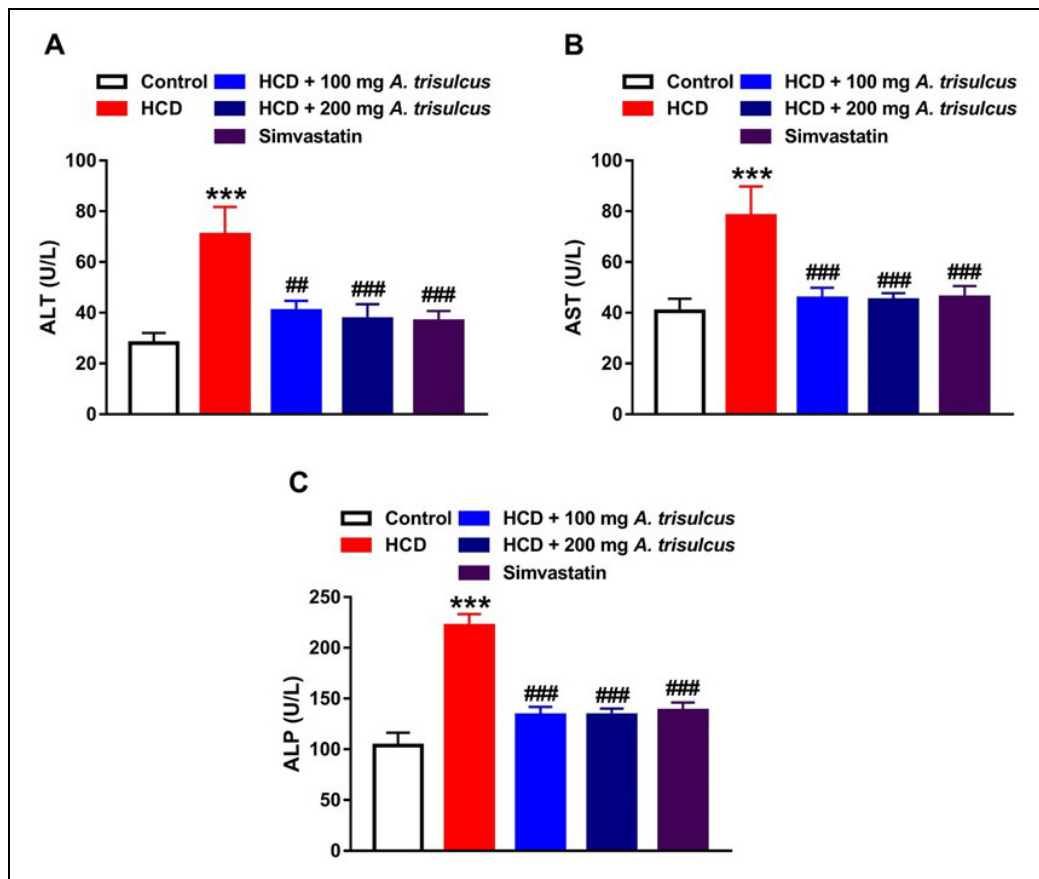 A
Control HCD + 100 mg A. trisulcus
HCD HCD + 200 mg A. trisulcus
Simvastatin
ALT (U/L)
100
80
60
40
20
0
***
##
###
###
B
Control HCD + 100 mg A. trisulcus
HCD HCD + 200 mg A. trisulcus
Simvastatin
AST (U/L)
100
80
60
40
20
0
***
###
###
###
C
Control HCD + 100 mg A. trisulcus
HCD HCD + 200 mg A. trisulcus
Simvastatin
ALP (U/L)
250
200
150
100
50
0
***
###
###
###